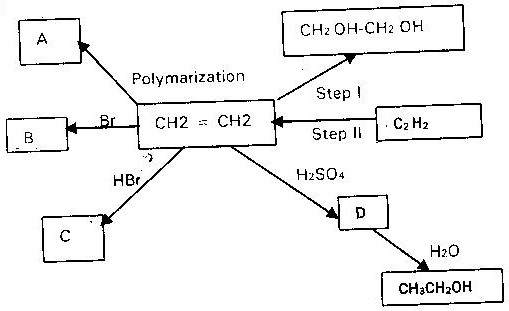 CH2 OH-CH2 OH
A
Polymarization
Step I
Br
CH2 = CH2
C2H2
B
Step II
HBr
H2SO4
D
C
H2O
CH3CH2OH